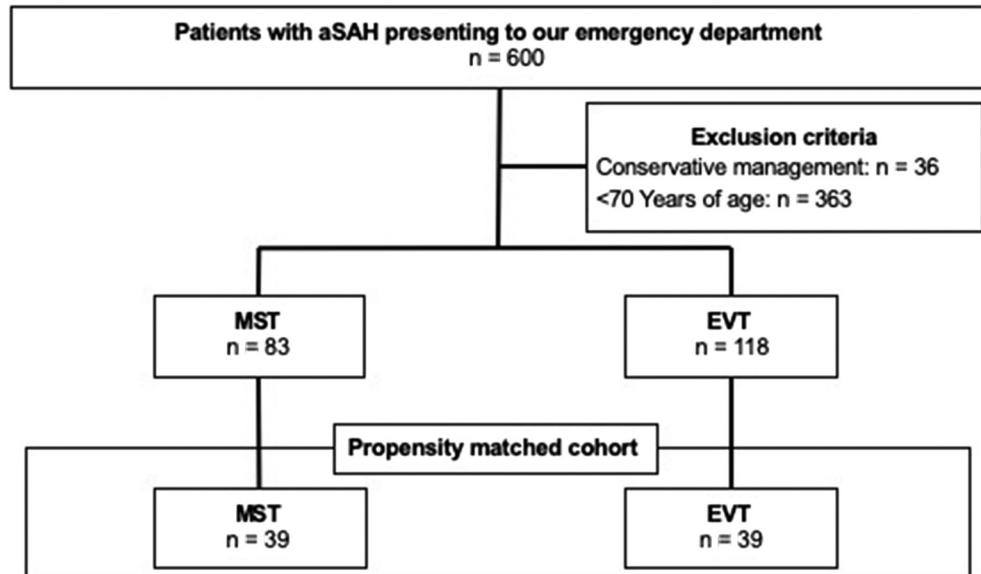 Patients with aSAH presenting to our emergency department
n = 600
Exclusion criteria
Conservative management: n = 36
<70 Years of age: n = 363
MST
n = 83
EVT
n = 118
Propensity matched cohort
MST
n = 39
EVT
n = 39